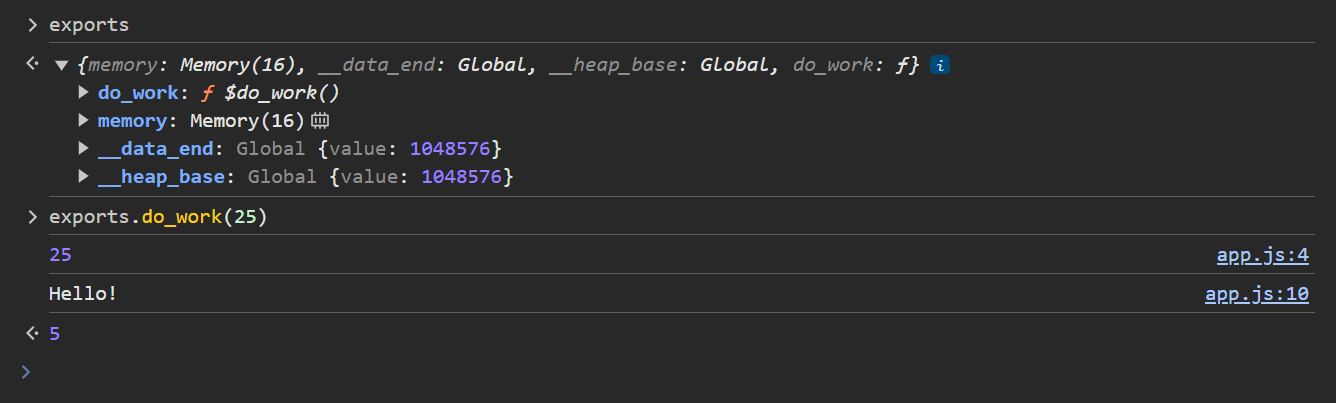 exports
{memory: Memory(16), __data_end: Global, __heap_base: Global, do_work: ƒ} i
do_work: ƒ $do_work()
memory: Memory(16)
__data_end: Global {value: 1048576}
__heap_base: Global {value: 1048576}
exports.do_work(25)
25 app.js:4
Hello! app.js:10
5